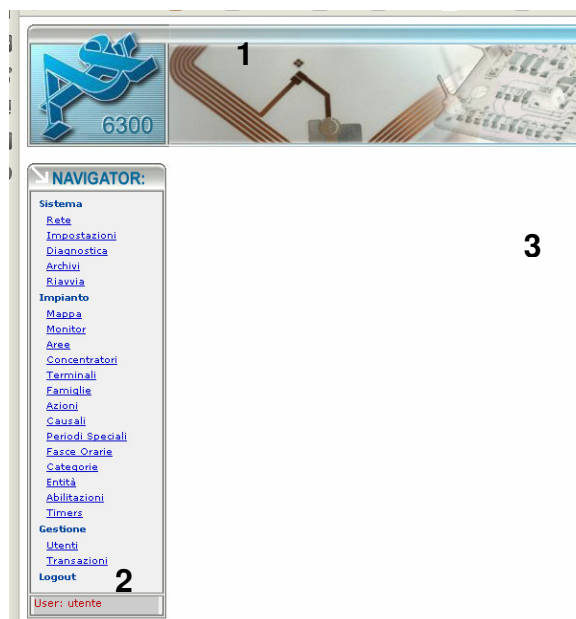 1
6300
NAVIGATOR:
Sistema
Rete
Impostazioni
Diagnostica
Archivi
Riavvia
Impianto
Mappa
Monitor
Aree
Concentratori
Terminali
Famiglie
Azioni
Causali
Periodi Speciali
Fasce Orarie
Categorie
Entità
Abilitazioni
Timers
Gestione
Utenti
Transazioni
Logout
2
User: utente
3